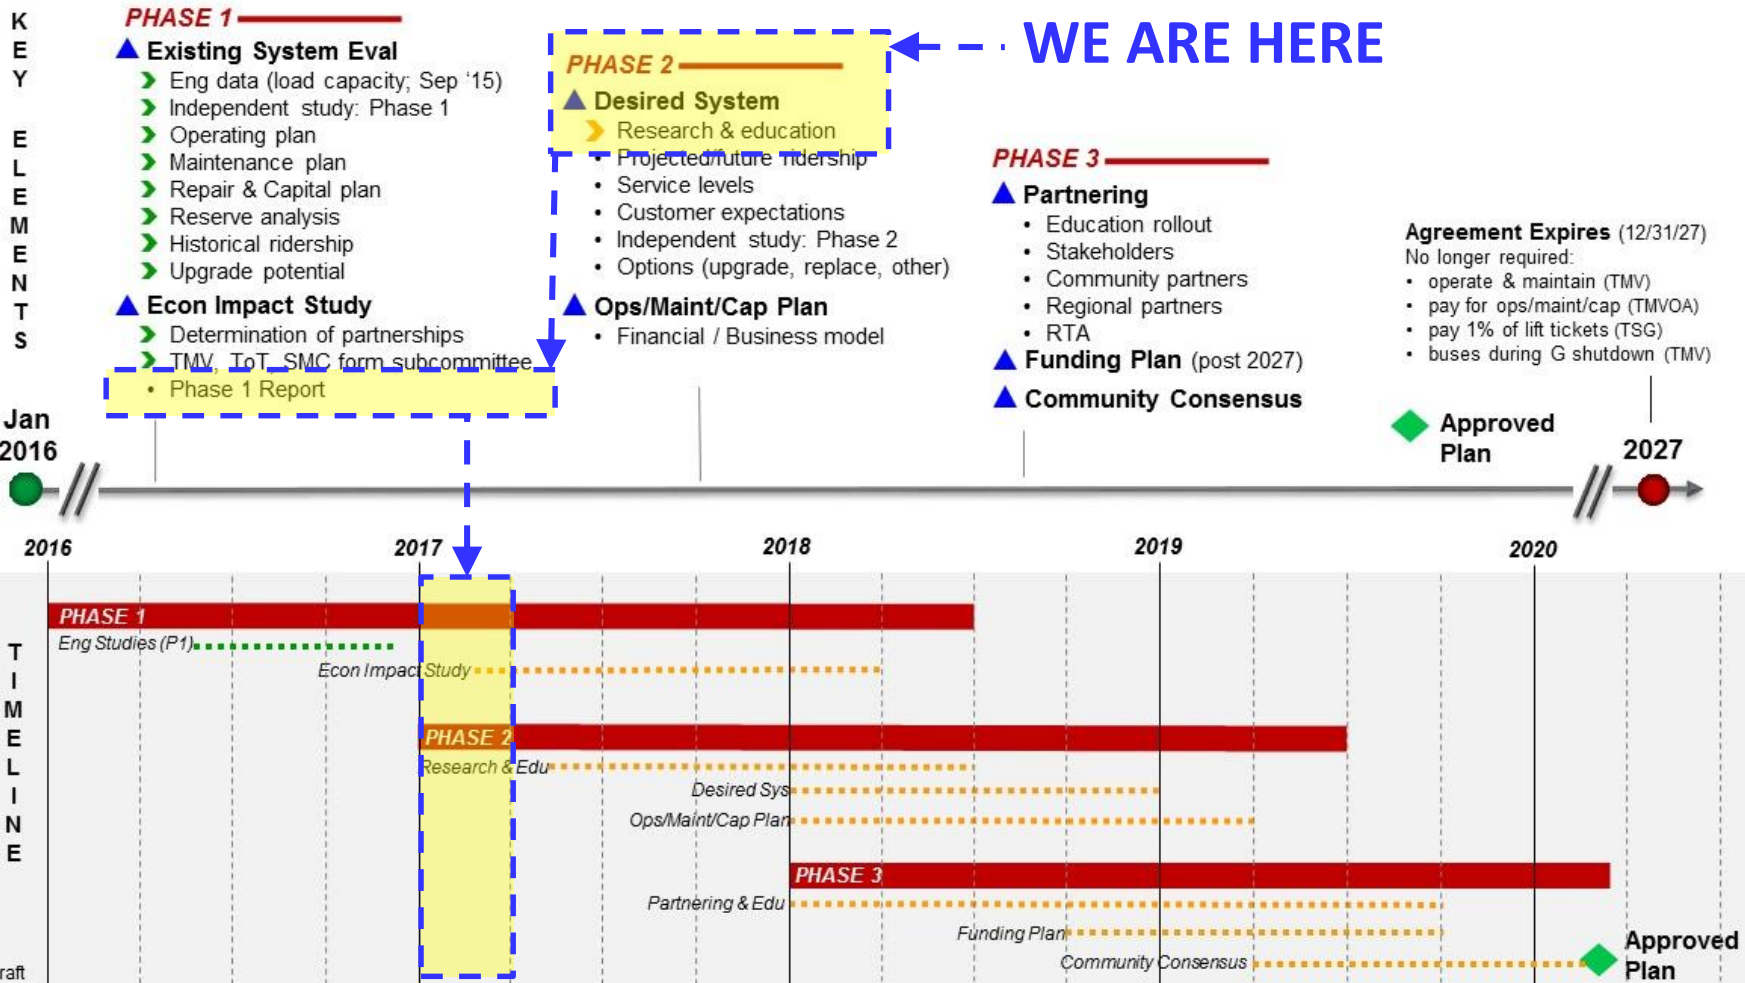 KEY ELEMENTS
PHASE 1
Existing System Eval
Eng data (load capacity; Sep ‘15)
Independent study: Phase 1
Operating plan
Maintenance plan
Repair & Capital plan
Reserve analysis
Historical ridership
Upgrade potential
Econ Impact Study
Determination of partnerships
TMV, ToT, SMC form subcommittee
• Phase 1 Report
WE ARE HERE
PHASE 2
Desired System
Research & education
• Projected/future ridership
• Service levels
• Customer expectations
• Independent study: Phase 2
• Options (upgrade, replace, other)
Ops/Maint/Cap Plan
• Financial / Business model
PHASE 3
Partnering
• Education rollout
• Stakeholders
• Community partners
• Regional partners
• RTA
Funding Plan (post 2027)
Community Consensus
Agreement Expires (12/31/27)
No longer required:
• operate & maintain (TMV)
• pay for ops/maint/cap (TMVOA)
• pay 1% of lift tickets (TSG)
• buses during G shutdown (TMV)
Approved
Plan
Jan
2016
2027
2016 2017 2018 2019 2020
TIMELINE
PHASE 1
Eng Studies (P1)
Econ Impact Study
PHASE 2
Research & Edu
Desired Sys
Ops/Maint/Cap Plan
PHASE 3
Partnering & Edu
Funding Plan
Community Consensus
Approved
Plan
raft